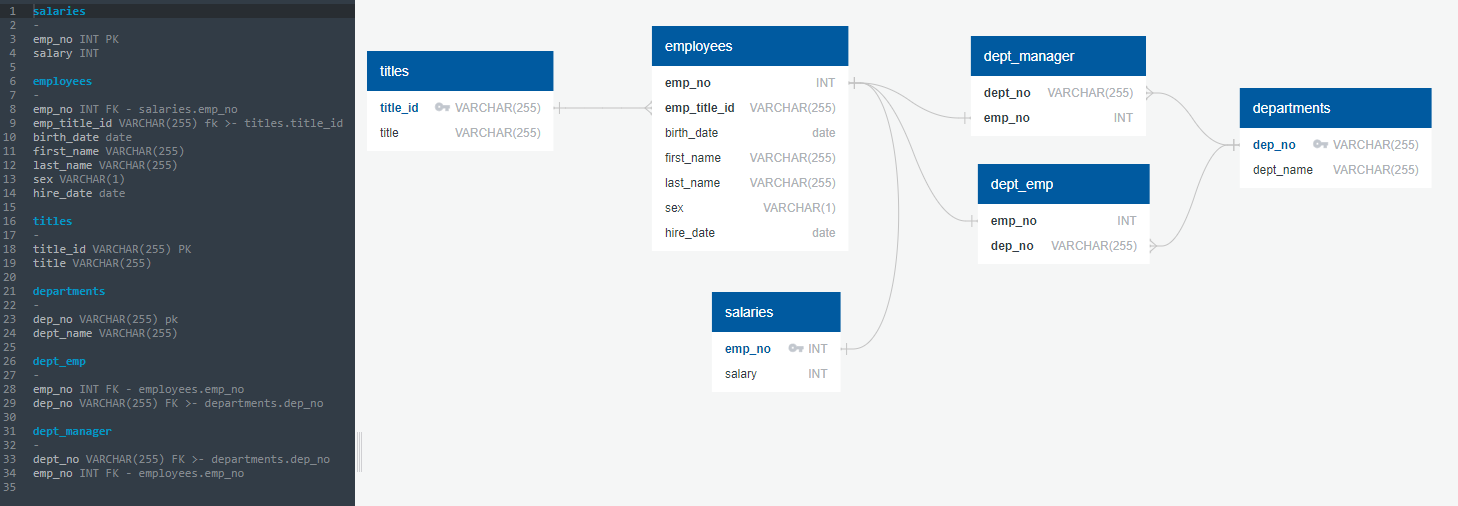 1 salaries
2 -
3 emp_no INT PK
4 salary INT
5
6 employees
7 -
8 emp_no INT FK - salaries.emp_no
9 emp_title_id VARCHAR(255) fk >- titles.title_id
10 birth_date date
11 first_name VARCHAR(255)
12 last_name VARCHAR(255)
13 sex VARCHAR(1)
14 hire_date date
15
16 titles
17 -
18 title_id VARCHAR(255) PK
19 title VARCHAR(255)
20
21 departments
22 -
23 dep_no VARCHAR(255) pk
24 dept_name VARCHAR(255)
25
26 dept_emp
27 -
28 emp_no INT FK - employees.emp_no
29 dep_no VARCHAR(255) FK >- departments.dep_no
30
31 dept_manager
32 -
33 dept_no VARCHAR(255) FK >- departments.dep_no
34 emp_no INT FK - employees.emp_no
35
titles
title_id VARCHAR(255)
title VARCHAR(255)
employees
emp_no INT
emp_title_id VARCHAR(255)
birth_date date
first_name VARCHAR(255)
last_name VARCHAR(255)
sex VARCHAR(1)
hire_date date
salaries
emp_no INT
salary INT
dept_manager
dept_no VARCHAR(255)
emp_no INT
dept_emp
emp_no INT
dep_no VARCHAR(255)
departments
dep_no VARCHAR(255)
dept_name VARCHAR(255)